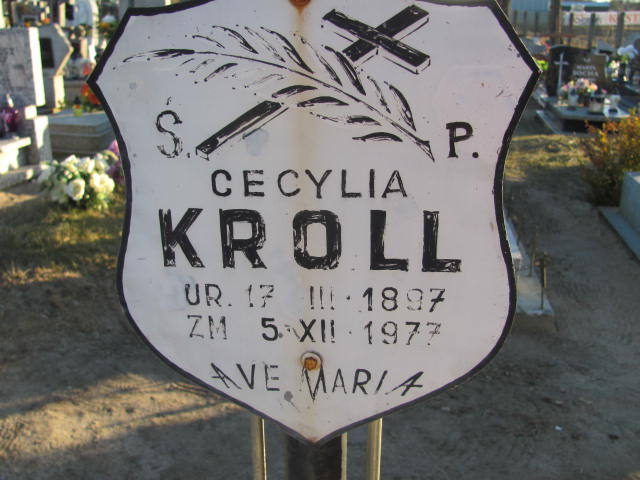 Ś. P.
CECYLIA
KROLL
UR. 17 III 1897
ZM 5 XII 1977
AVE MARIA